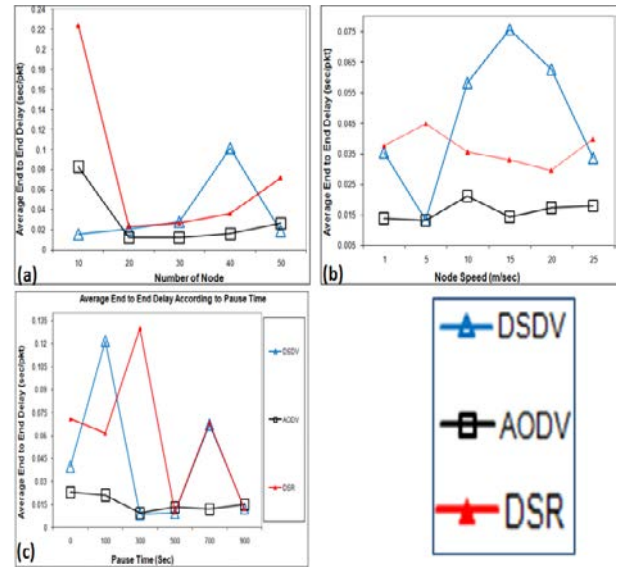 0.24
0.22
0.2
0.18
0.16
0.14
0.12
0.1
0.08
0.06
0.04
0.02
0
Average End to End Delay (sec/pkt)
10 20 30 40 50
Number of Node
(a)
0.075
0.065
0.055
0.045
0.035
0.025
0.015
0.005
Average End to End Delay (sec/pkt)
1 5 10 15 20 25
Node Speed (m/sec)
(b)
Average End to End Delay According to Pause Time
0.135
0.12
0.105
0.09
0.075
0.06
0.045
0.03
0.015
0
Average End to End Delay (sec/pkt)
0 100 300 500 700 900
Pause Time (Sec)
(c)
DSDV
AODV
DSR
DSDV
AODV
DSR